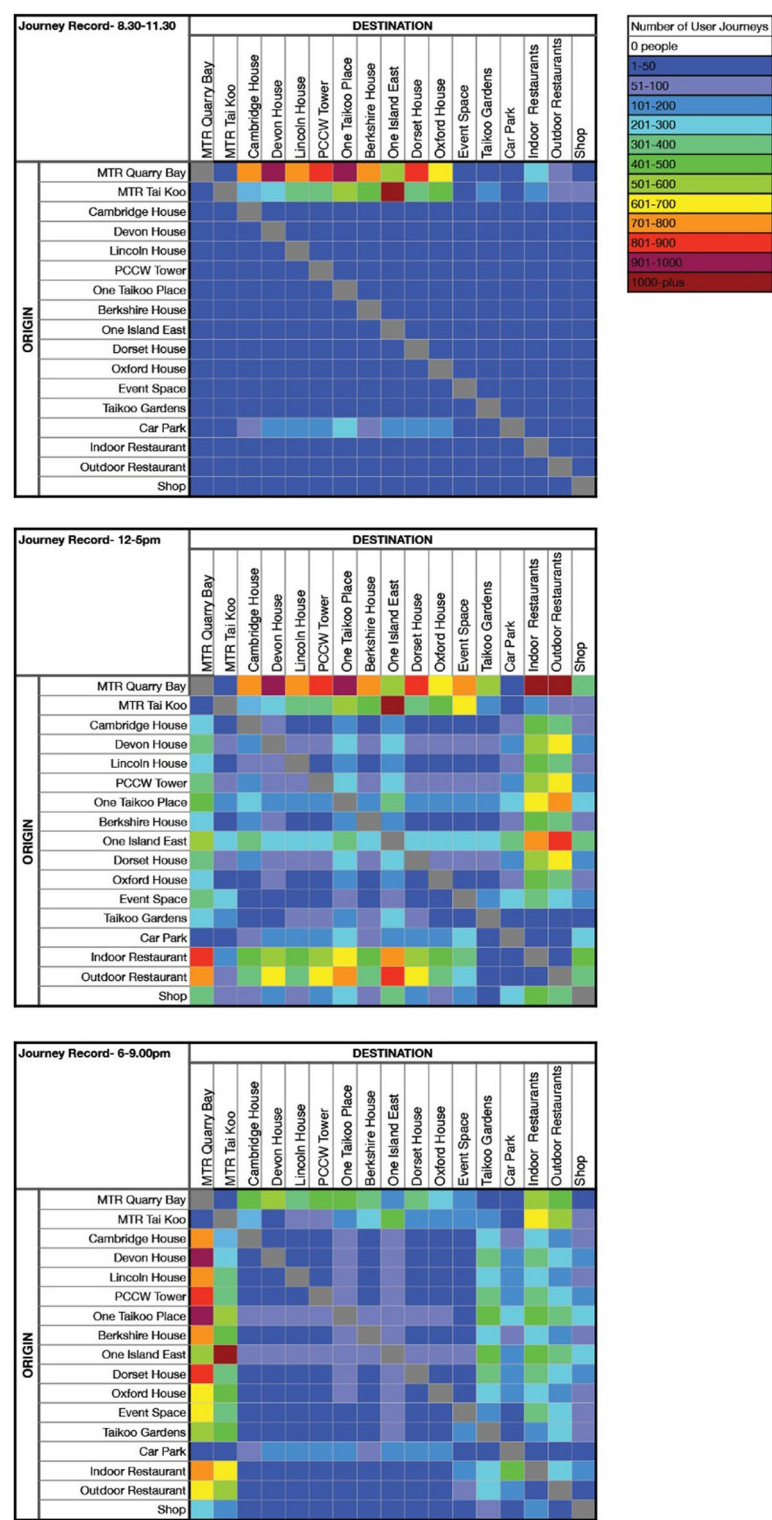 Journey Record- 8.30-11.30
DESTINATION
MTR Quarry Bay
MTR Tai Koo
Cambridge House
Devon House
Lincoln House
PCCW Tower
One Taikoo Place
Berkshire House
One Island East
Dorset House
Oxford House
Event Space
Taikoo Gardens
Car Park
Indoor Restaurants
Outdoor Restaurants
Shop
ORIGIN
MTR Quarry Bay
MTR Tai Koo
Cambridge House
Devon House
Lincoln House
PCCW Tower
One Taikoo Place
Berkshire House
One Island East
Dorset House
Oxford House
Event Space
Taikoo Gardens
Car Park
Indoor Restaurant
Outdoor Restaurant
Shop
Number of User Journeys
0 people
1-50
51-100
101-200
201-300
301-400
401-500
501-600
601-700
701-800
801-900
901-1000
1000-plus
Journey Record- 12-5pm
DESTINATION
MTR Quarry Bay
MTR Tai Koo
Cambridge House
Devon House
Lincoln House
PCCW Tower
One Taikoo Place
Berkshire House
One Island East
Dorset House
Oxford House
Event Space
Taikoo Gardens
Car Park
Indoor Restaurants
Outdoor Restaurants
Shop
ORIGIN
MTR Quarry Bay
MTR Tai Koo
Cambridge House
Devon House
Lincoln House
PCCW Tower
One Taikoo Place
Berkshire House
One Island East
Dorset House
Oxford House
Event Space
Taikoo Gardens
Car Park
Indoor Restaurant
Outdoor Restaurant
Shop
Journey Record- 6-9.00pm
DESTINATION
MTR Quarry Bay
MTR Tai Koo
Cambridge House
Devon House
Lincoln House
PCCW Tower
One Taikoo Place
Berkshire House
One Island East
Dorset House
Oxford House
Event Space
Taikoo Gardens
Car Park
Indoor Restaurants
Outdoor Restaurants
Shop
ORIGIN
MTR Quarry Bay
MTR Tai Koo
Cambridge House
Devon House
Lincoln House
PCCW Tower
One Taikoo Place
Berkshire House
One Island East
Dorset House
Oxford House
Event Space
Taikoo Gardens
Car Park
Indoor Restaurant
Outdoor Restaurant
Shop